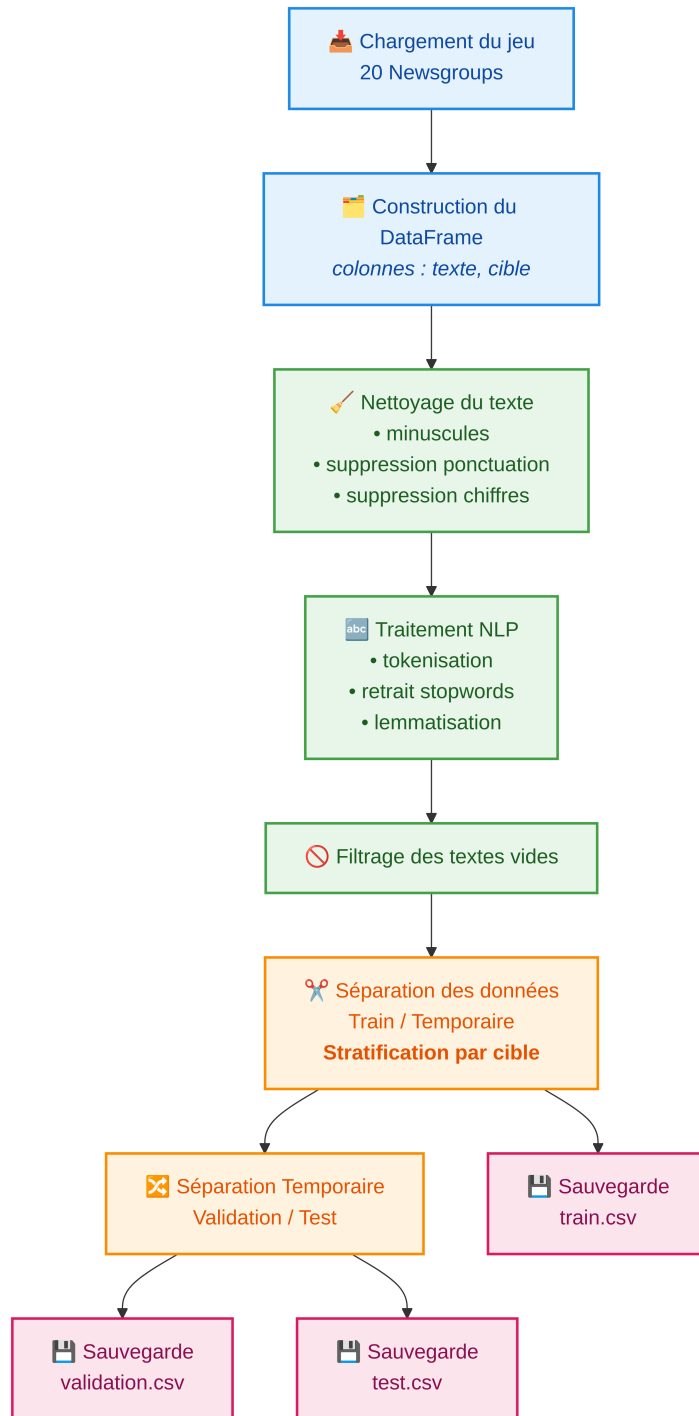 📥 Chargement du jeu
20 Newsgroups
🗂️ Construction du
DataFrame
colonnes : texte, cible
🧹 Nettoyage du texte
• minuscules
• suppression ponctuation
• suppression chiffres
🔤 Traitement NLP
• tokenisation
• retrait stopwords
• lemmatisation
🚫 Filtrage des textes vides
✂️ Séparation des données
Train / Temporaire
Stratification par cible
🔀 Séparation Temporaire
Validation / Test
💾 Sauvegarde
train.csv
💾 Sauvegarde
validation.csv
💾 Sauvegarde
test.csv